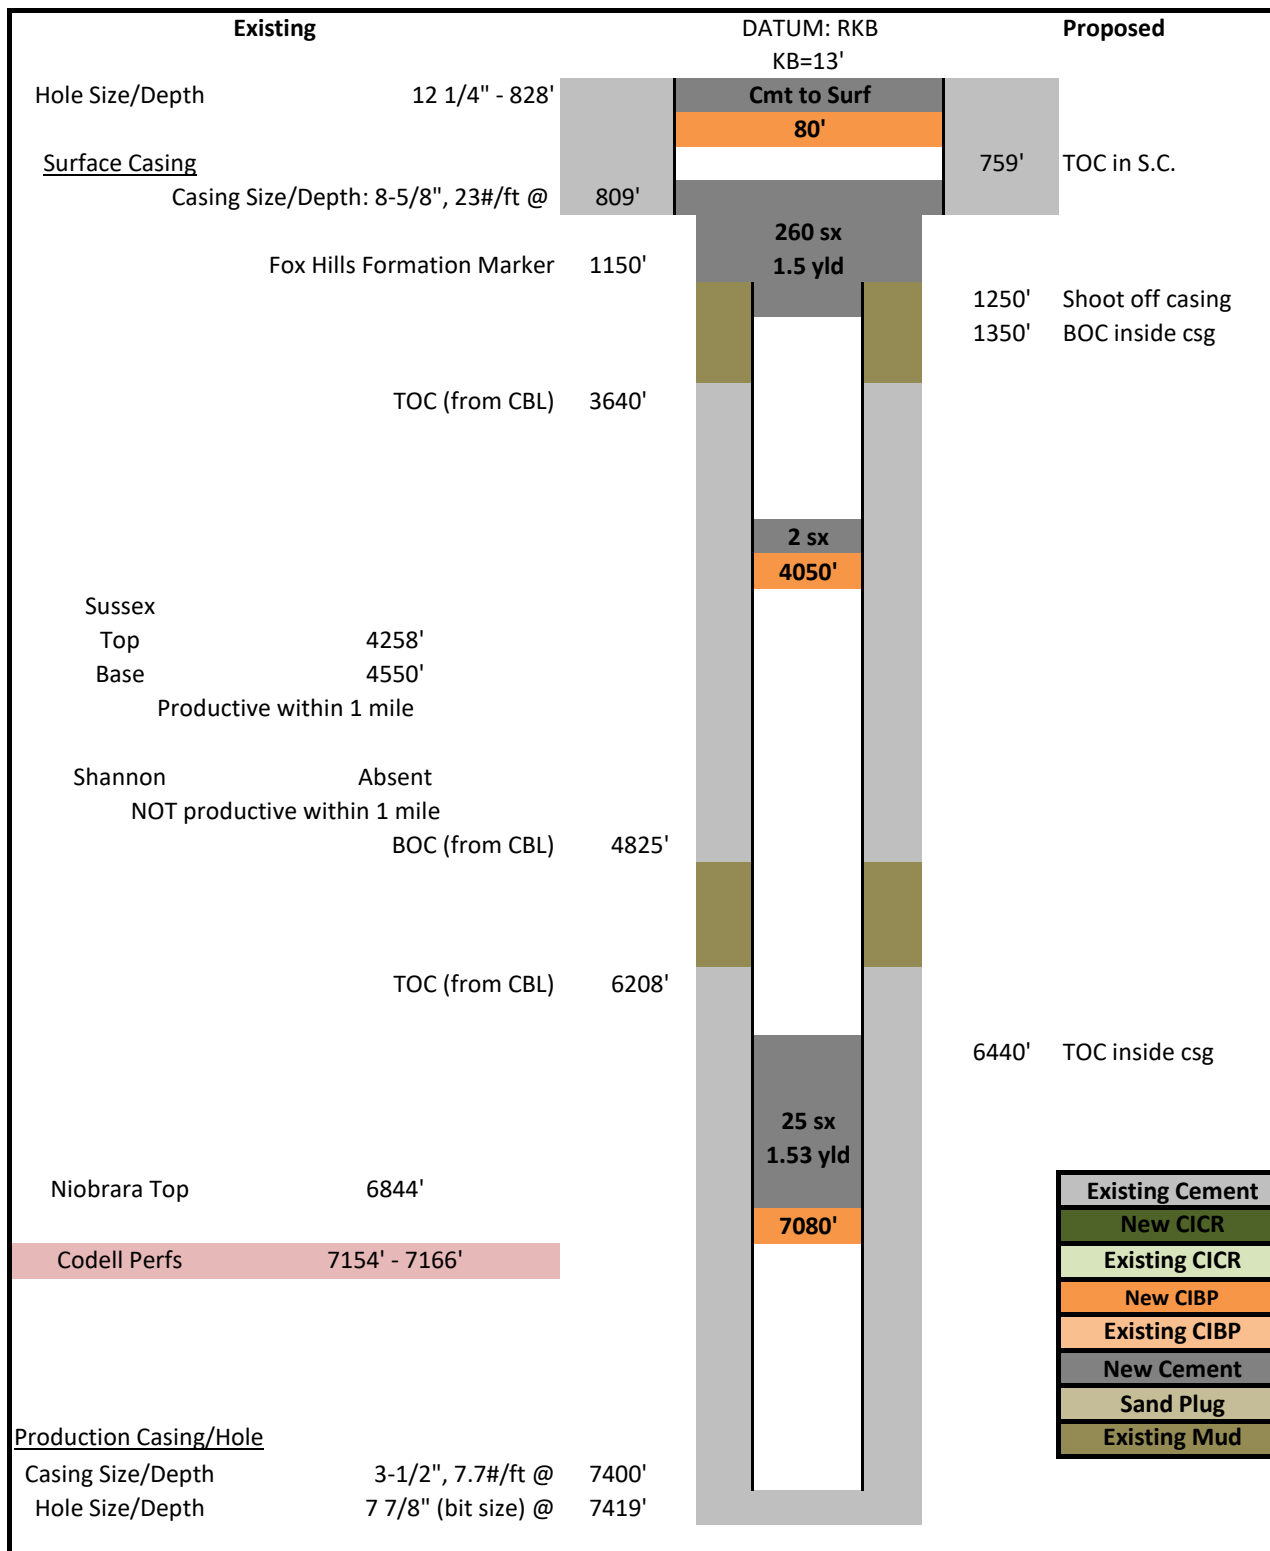 Existing DATUM: RKB Proposed
KB=13'
Hole Size/Depth 12 1/4" - 828' Cmt to Surf
80'
Surface Casing 759' TOC in S.C.
Casing Size/Depth: 8-5/8", 23#/ft @ 809'
260 sx
Fox Hills Formation Marker 1150' 1.5 yld
1250' Shoot off casing
1350' BOC inside csg
TOC (from CBL) 3640'
2 sx
4050'
Sussex
Top 4258'
Base 4550'
Productive within 1 mile
Shannon Absent
NOT productive within 1 mile
BOC (from CBL) 4825'
TOC (from CBL) 6208'
6440' TOC inside csg
25 sx
1.53 yld
Niobrara Top 6844'
7080'
Codell Perfs 7154' - 7166'
Existing Cement
New CICR
Existing CICR
New CIBP
Existing CIBP
New Cement
Sand Plug
Existing Mud
Production Casing/Hole
Casing Size/Depth 3-1/2", 7.7#/ft @ 7400'
Hole Size/Depth 7 7/8" (bit size) @ 7419'